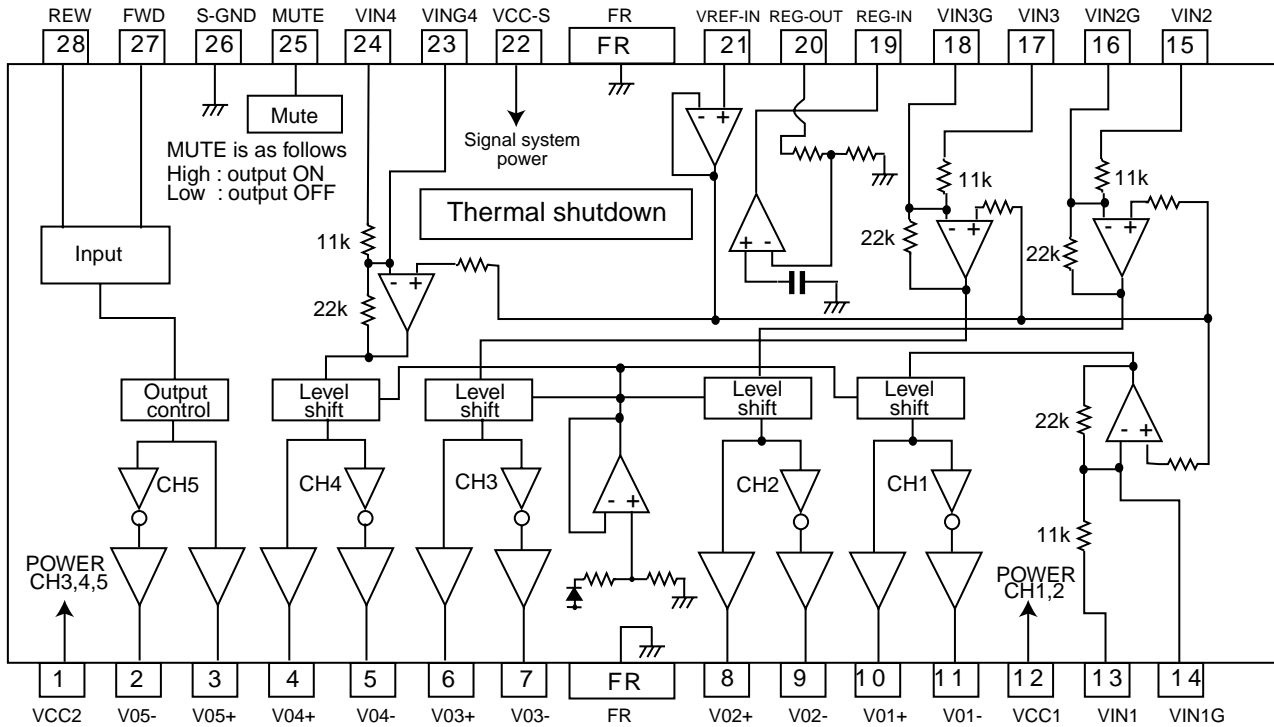 REW FWD S-GND MUTE VIN4 VING4 VCC-S FR VREF-IN REG-OUT REG-IN VIN3G VIN3 VIN2G VIN2
28 27 26 25 24 23 22 FR 21 20 19 18 17 16 15
Mute
MUTE is as follows
High : output ON
Low : output OFF
Signal system
power
Thermal shutdown
Input
11k
22k
- +
- +
+ -
11k
22k
- +
11k
22k
- +
Output
control
Level
shift
Level
shift
Level
shift
Level
shift
22k
- +
11k
CH5
CH4
CH3
- +
CH2
CH1
POWER
CH3,4,5
POWER
CH1,2
1 2 3 4 5 6 7 FR 8 9 10 11 12 13 14
VCC2 V05- V05+ V04+ V04- V03+ V03- FR V02+ V02- V01+ V01- VCC1 VIN1 VIN1G